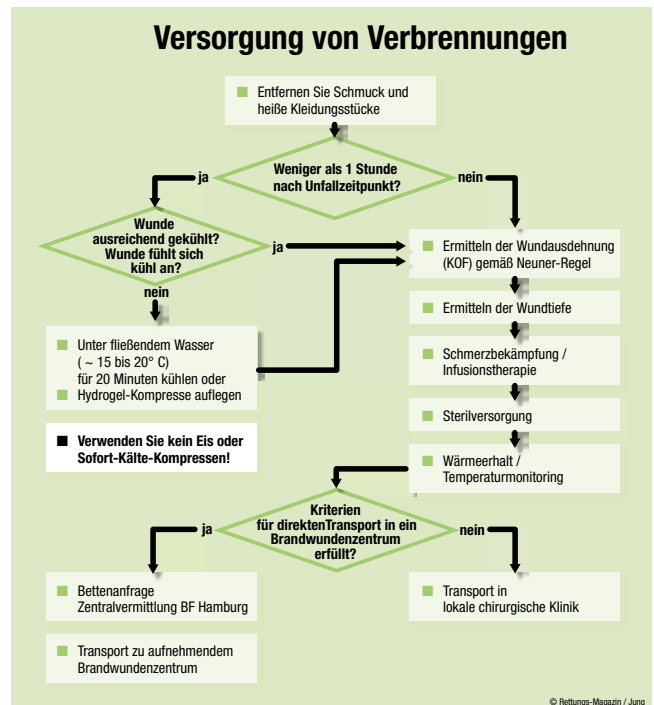 Versorgung von Verbrennungen
Entfernen Sie Schmuck und
heiße Kleidungsstücke
Weniger als 1 Stunde
nach Unfallzeitpunkt?
ja
nein
Wunde
ausreichend gekühlt?
Wunde fühlt sich
kühl an?
ja
nein
Unter fließendem Wasser
( ~ 15 bis 20° C)
für 20 Minuten kühlen oder
Hydrogel-Kompresse auflegen
Verwenden Sie kein Eis oder
Sofort-Kälte-Kompressen!
Ermitteln der Wundausdehnung
(KOF) gemäß Neuner-Regel
Ermitteln der Wundtiefe
Schmerzbekämpfung /
Infusionstherapie
Sterilversorgung
Wärmeerhalt /
Temperaturmonitoring
Kriterien
für direktenTransport in ein
Brandwundenzentrum
erfüllt?
ja
nein
Bettenanfrage
Zentralvermittlung BF Hamburg
Transport zu aufnehmendem
Brandwundenzentrum
Transport in
lokale chirurgische Klinik
© Rettungs-Magazin / Jung